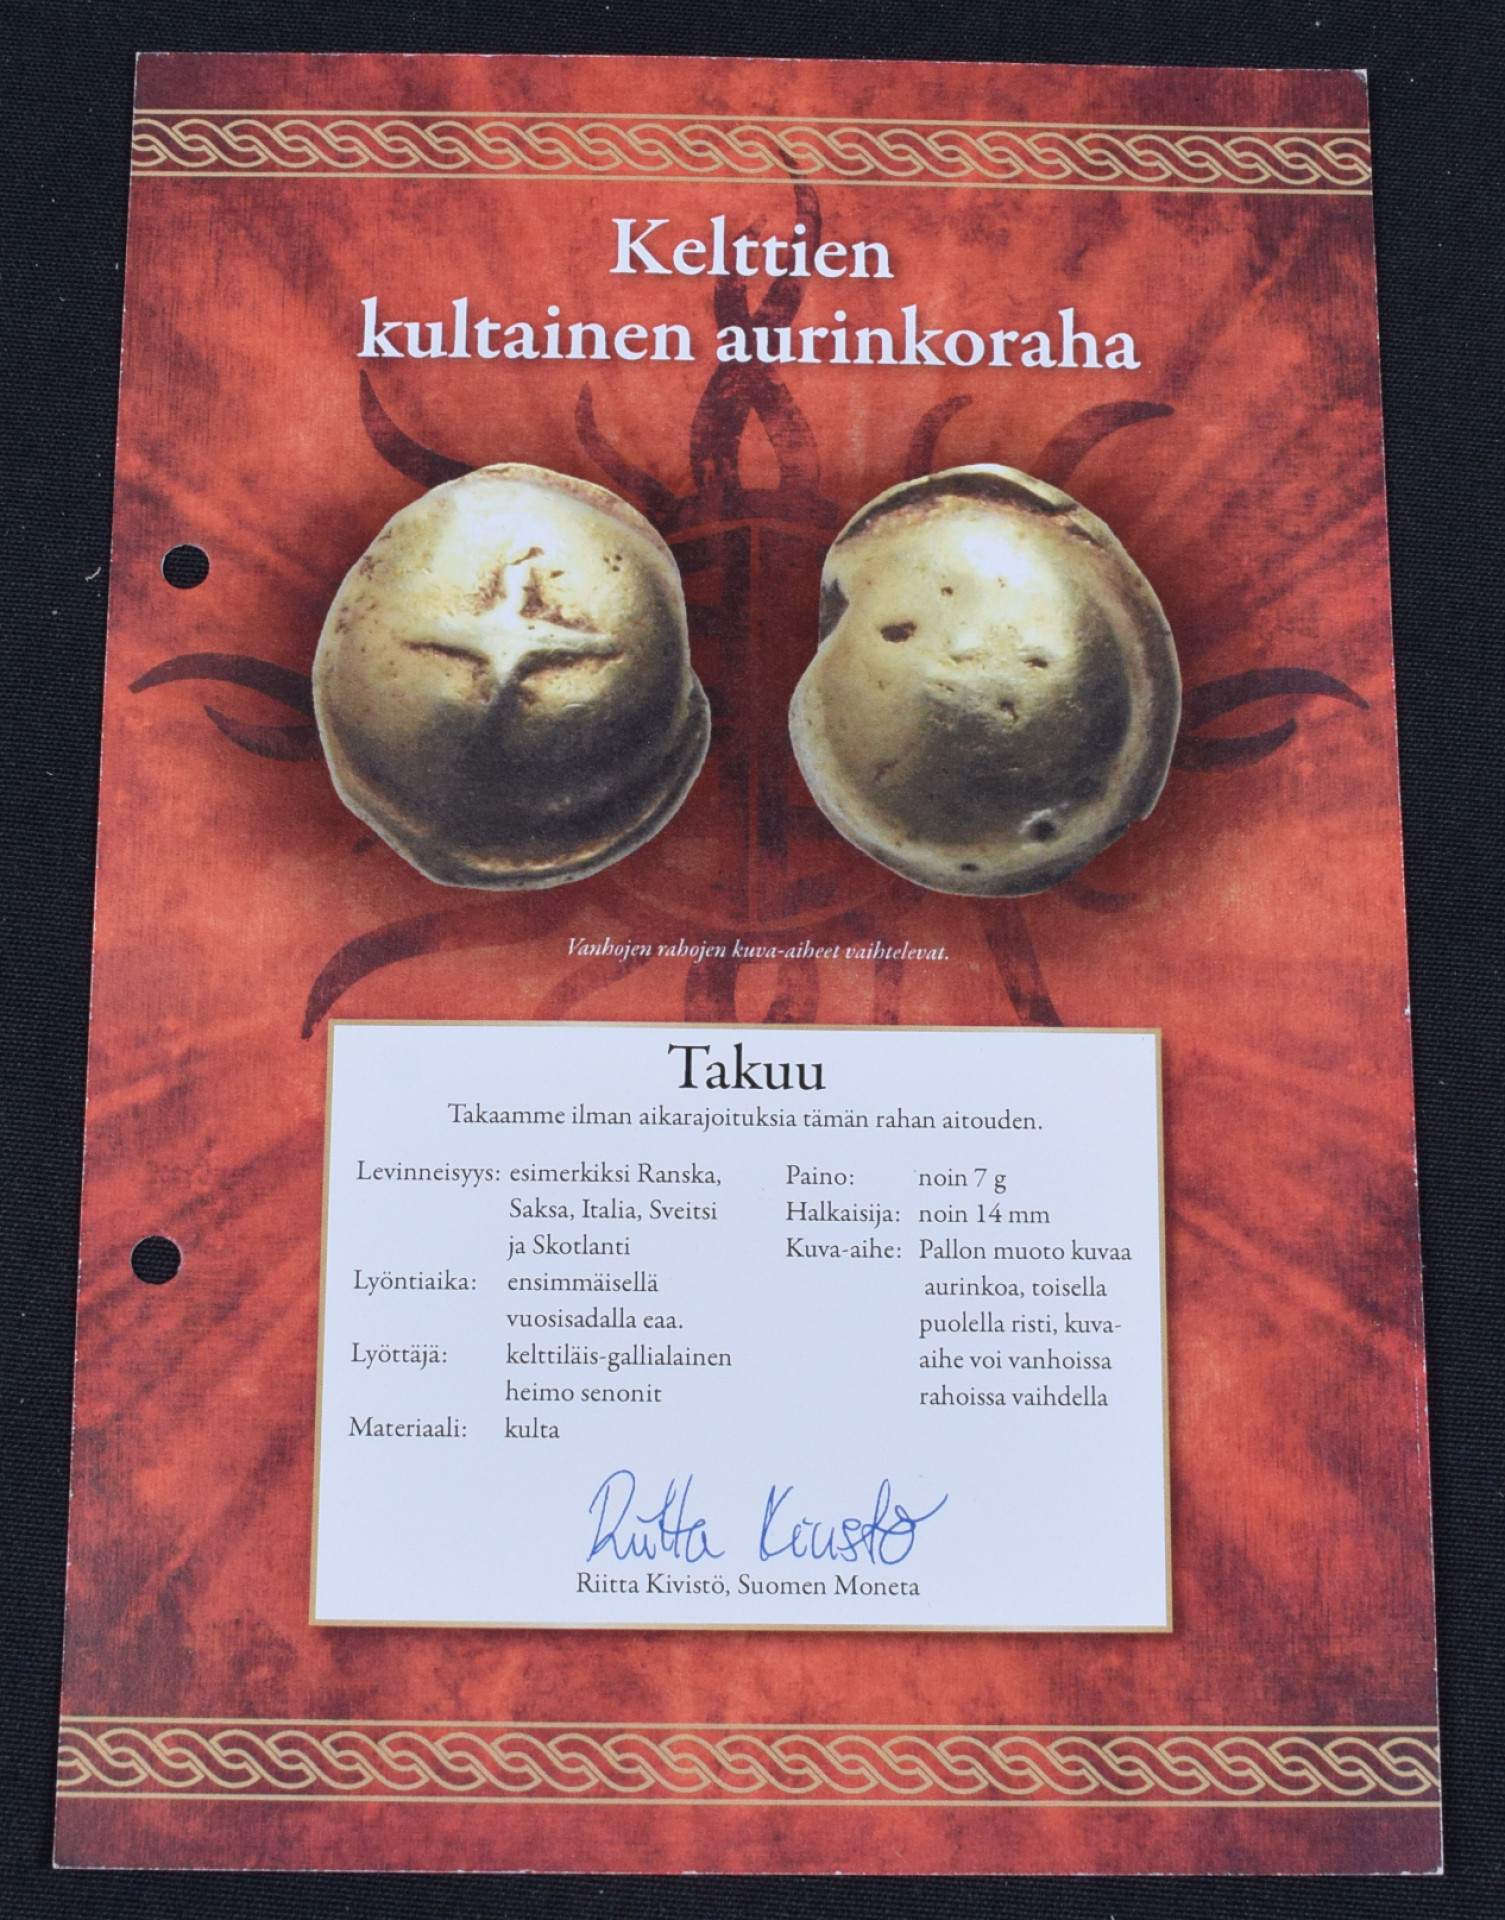 Kelttien
kultainen aurinkoraha
Vanhojen rahojen kuva-aiheet vaihtelevat.
Takuu
Takaamme ilman aikarajoituksia tämän rahan aitouden.
Levinneisyys: esimerkiksi Ranska,
Saksa, Italia, Sveitsi
ja Skotlanti
Lyöntiaika: ensimmäisellä
vuosisadalla eaa.
Lyöttäjä: kelttiläis-gallialainen
heimo senonit
Materiaali: kulta
Paino: noin 7 g
Halkaisija: noin 14 mm
Kuva-aihe: Pallon muoto kuvaa
aurinkoa, toisella
puolella risti, kuva-
aihe voi vanhoissa
rahoissa vaihdella
Riitta Kivistö
Riitta Kivistö, Suomen Moneta